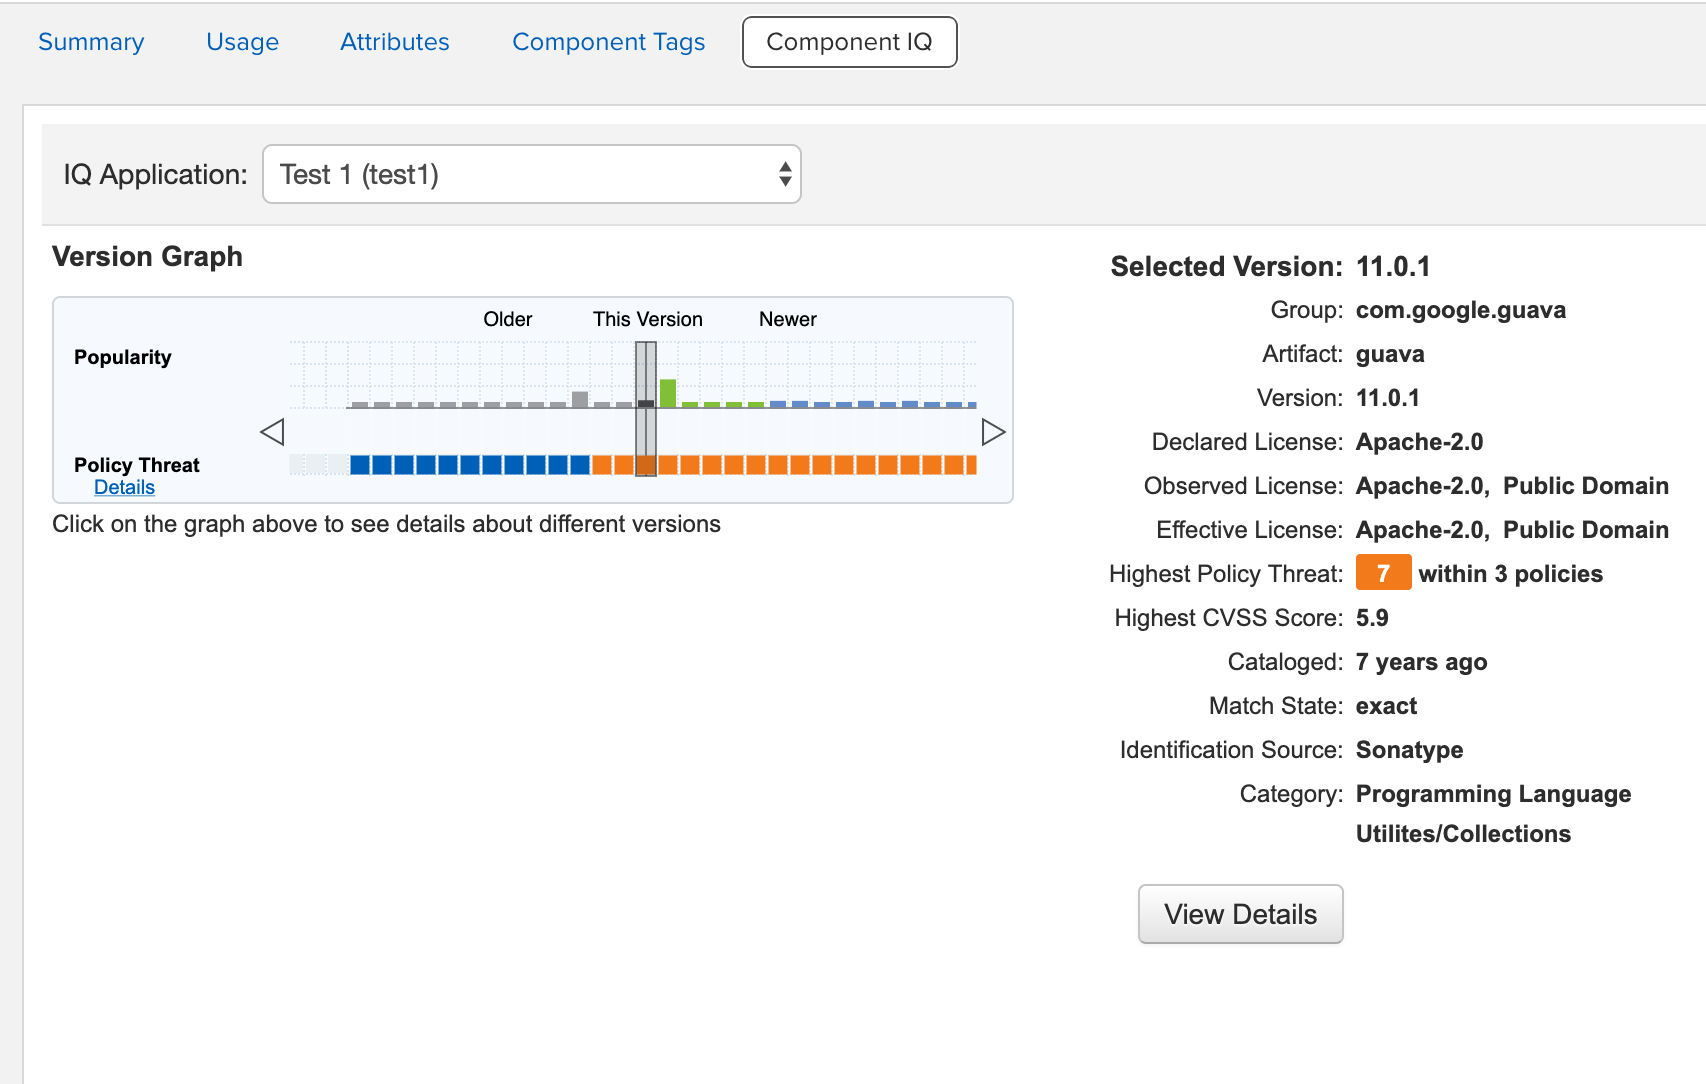 Summary Usage Attributes Component Tags Component IQ
IQ Application: Test 1 (test1)
Version Graph
Older This Version Newer
Popularity
Policy Threat
Details
Click on the graph above to see details about different versions
Selected Version: 11.0.1
Group: com.google.guava
Artifact: guava
Version: 11.0.1
Declared License: Apache-2.0
Observed License: Apache-2.0, Public Domain
Effective License: Apache-2.0, Public Domain
Highest Policy Threat: 7 within 3 policies
Highest CVSS Score: 5.9
Cataloged: 7 years ago
Match State: exact
Identification Source: Sonatype
Category: Programming Language
Utilites/Collections
View Details